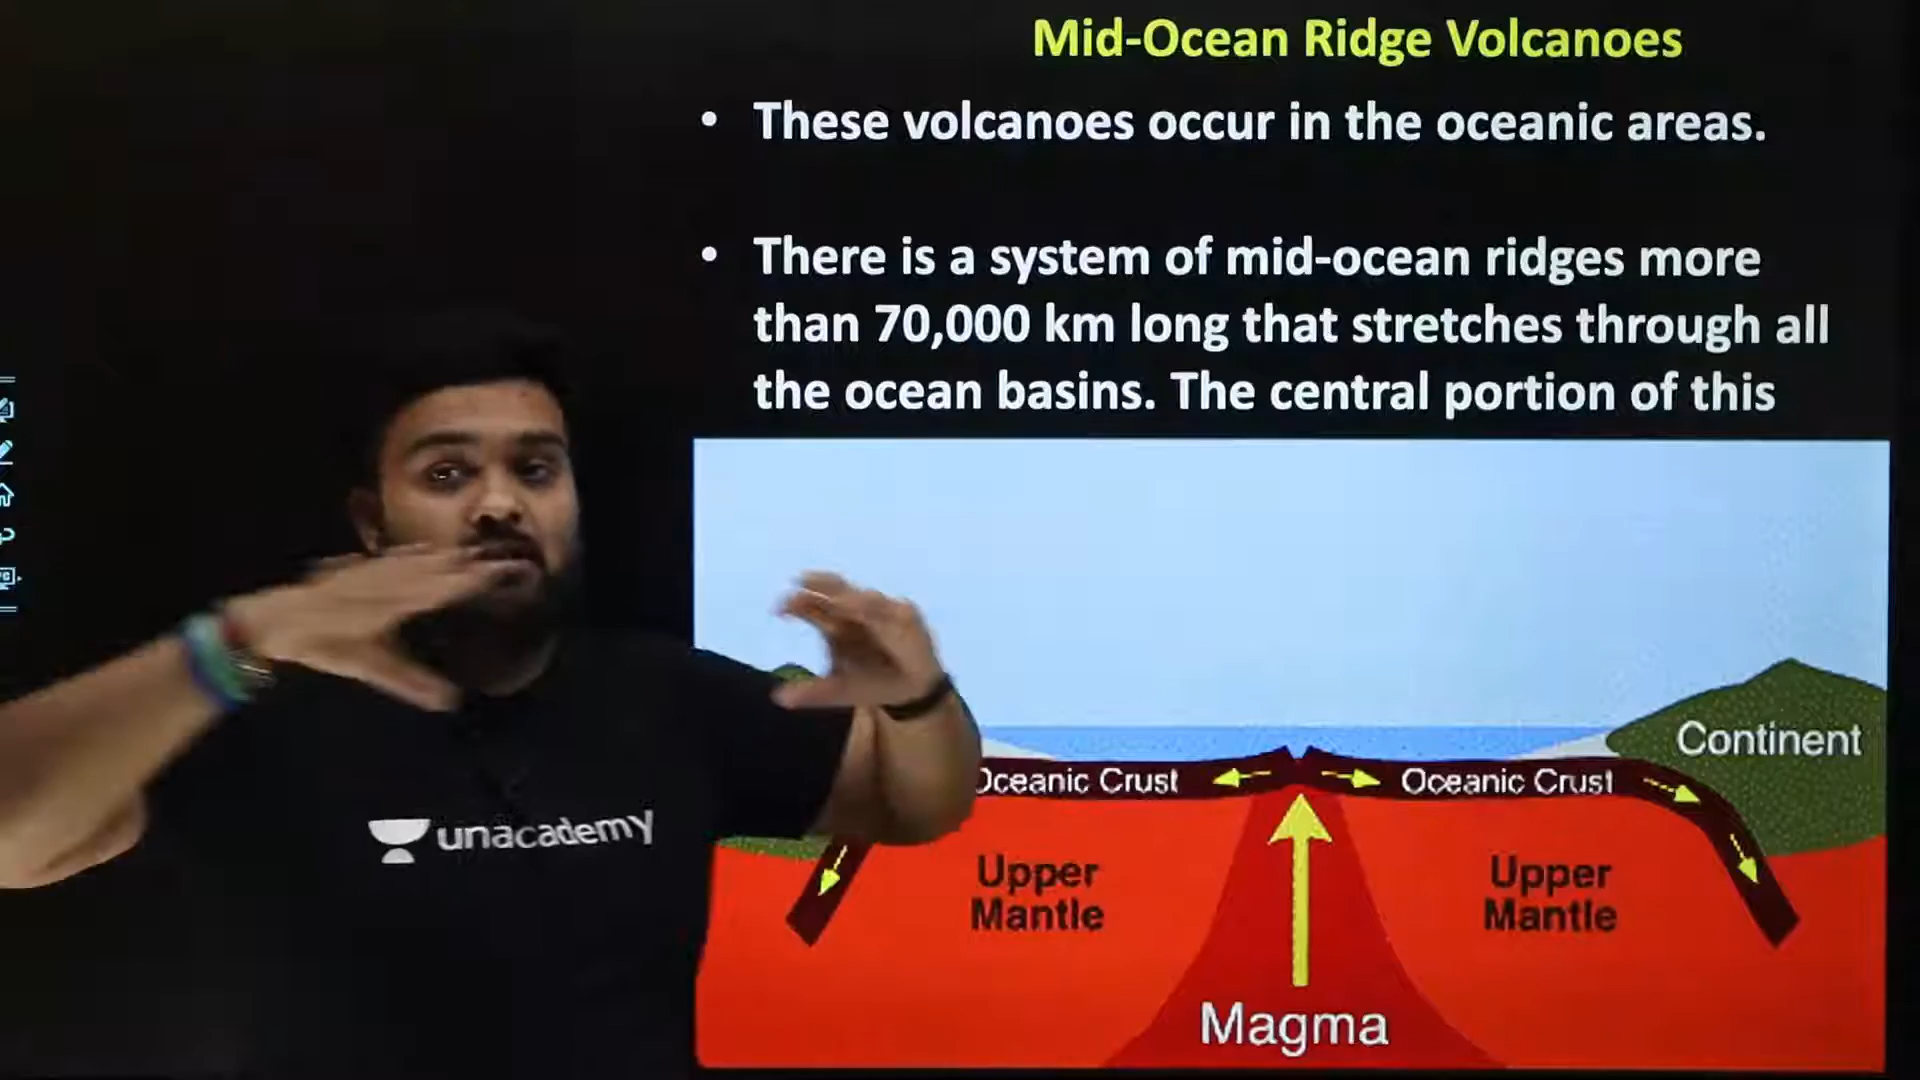 Mid-Ocean Ridge Volcanoes
• These volcanoes occur in the oceanic areas.
• There is a system of mid-ocean ridges more
than 70,000 km long that stretches through all
the ocean basins. The central portion of this
Continent
Oceanic Crust
Oceanic Crust
unacademy
Upper
Mantle
Upper
Mantle
Magma